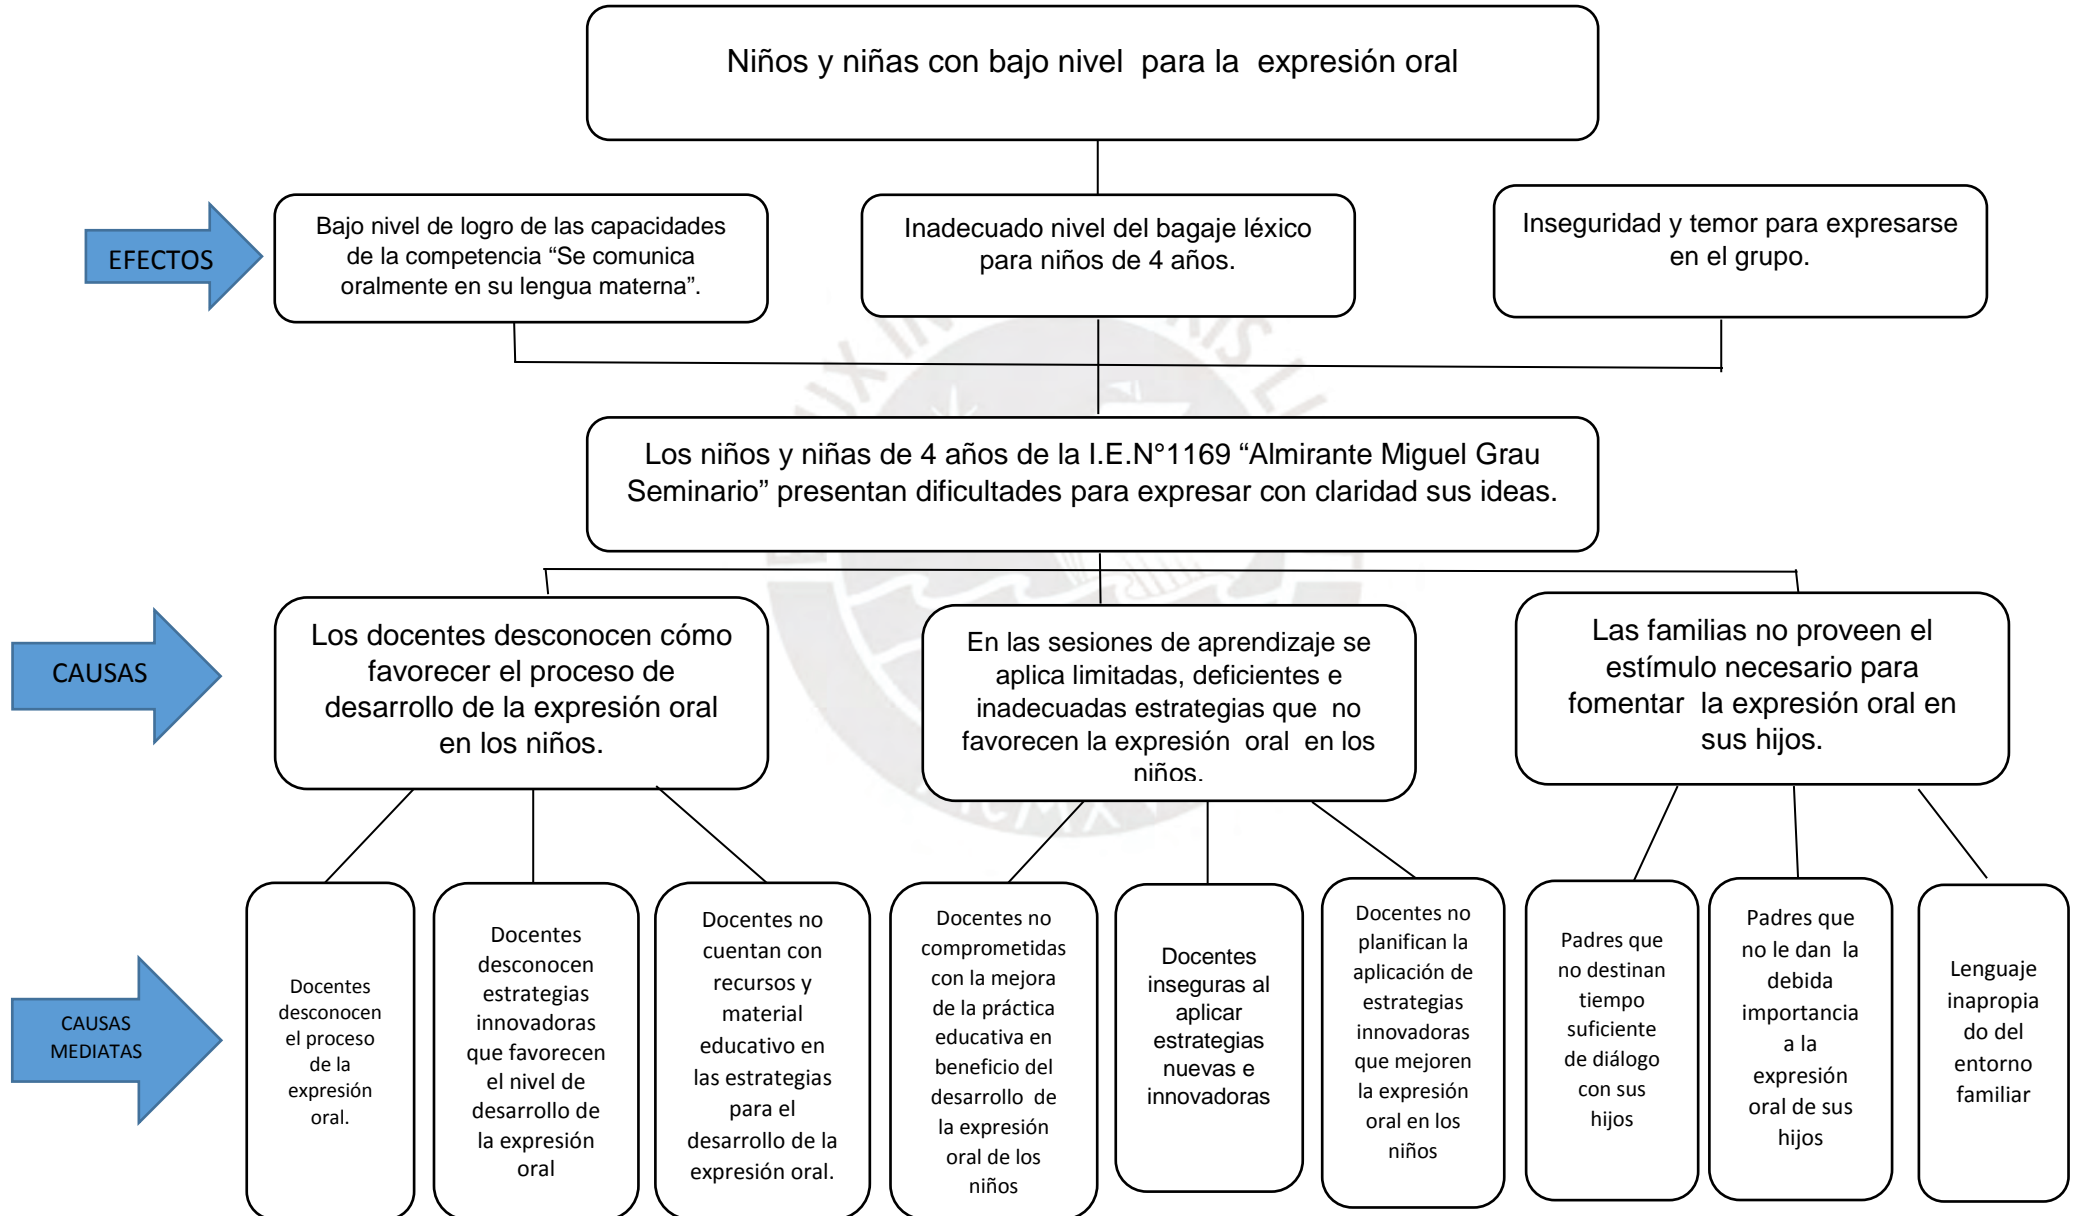 Niños y niñas con bajo nivel para la expresión oral
EFECTOS
Bajo nivel de logro de las capacidades
de la competencia “Se comunica
oralmente en su lengua materna”.
Inadecuado nivel del bagaje léxico
para niños de 4 años.
Inseguridad y temor para expresarse
en el grupo.
Los niños y niñas de 4 años de la I.E.N°1169 “Almirante Miguel Grau
Seminario” presentan dificultades para expresar con claridad sus ideas.
CAUSAS
Los docentes desconocen cómo
favorecer el proceso de
desarrollo de la expresión oral
en los niños.
En las sesiones de aprendizaje se
aplica limitadas, deficientes e
inadecuadas estrategias que no
favorecen la expresión oral en los
niños.
Las familias no proveen el
estímulo necesario para
fomentar la expresión oral en
sus hijos.
CAUSAS
MEDIATAS
Docentes
desconocen
el proceso
de la
expresión
oral.
Docentes
desconocen
estrategias
innovadoras
que favorecen
el nivel de
desarrollo de
la expresión
oral
Docentes no
cuentan con
recursos y
material
educativo en
las estrategias
para el
desarrollo de la
expresión oral.
Docentes no
comprometidas
con la mejora
de la práctica
educativa en
beneficio del
desarrollo de
la expresión
oral de los
niños
Docentes
inseguras al
aplicar
estrategias
nuevas e
innovadoras
Docentes no
planifican la
aplicación de
estrategias
innovadoras
que mejoren
la expresión
oral en los
niños
Padres que
no destinan
tiempo
suficiente
de diálogo
con sus
hijos
Padres que
no le dan la
debida
importancia
a la
expresión
oral de sus
hijos
Lenguaje
inapropia
do del
entorno
familiar